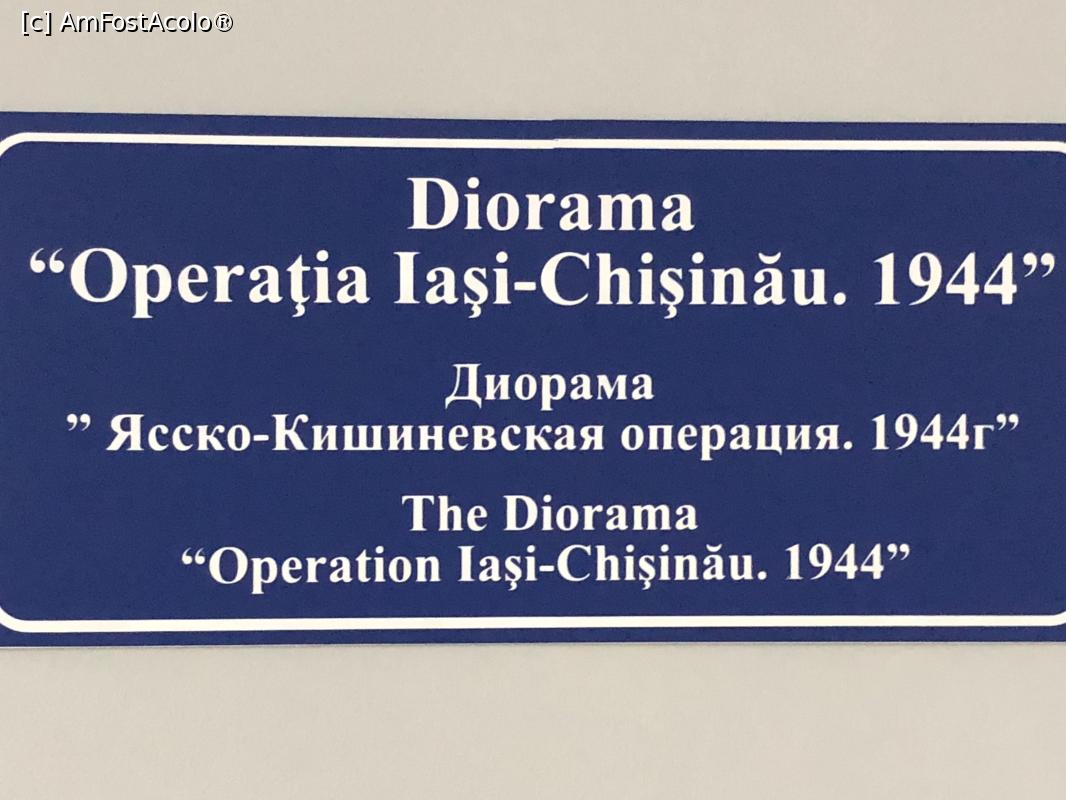 [c] AmFostAcolo®
Diorama
“Operaţia Iaşi-Chişinău. 1944”
Диорама
” Ясско-Кишиневская операция. 1944г”
The Diorama
“Operation Iaşi-Chişinău. 1944”